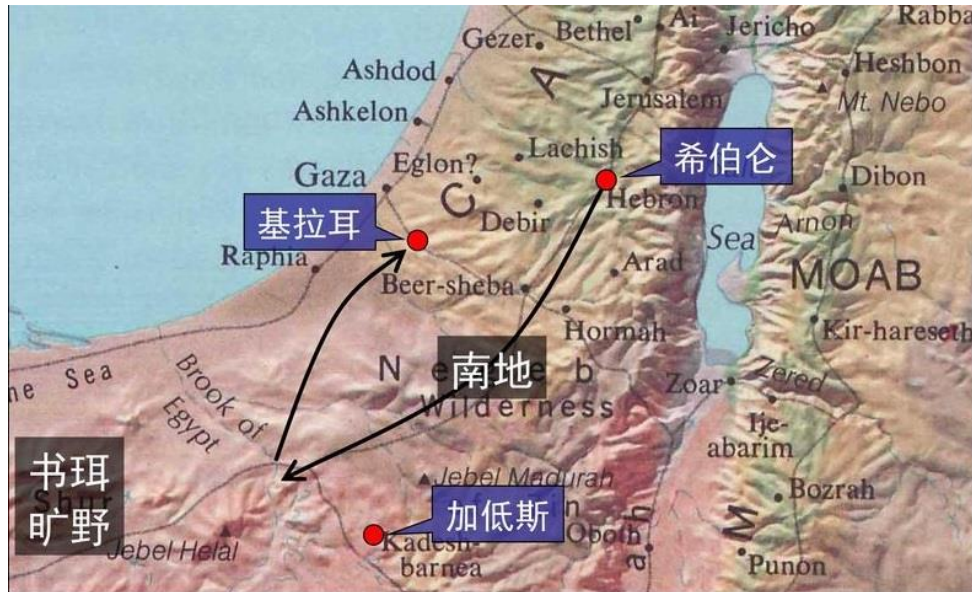 Gezer
Bethel
Ai
Jericho
Rabba
Ashdod
Heshbon
Jerusalem
Mt. Nebo
Ashkelon
Lachish
希伯仑
Eglon?
Gaza
Dibon
A
C
Hebron
基拉耳
Debir
Arnon
Sea
Raphia
Arad
MOAB
Beer-sheba
Hormah
Kir-hareseth
he Sea
N e e b
南地
Zoar
Zered
Wilderness
Brook of
Egypt
Ije-
abarim
书珥
旷野
Shur
Jebel Madurah
Bozrah
加低斯
in
Jebel Helal
Kadesh-
barnea
Oboth
a h
M
Punon